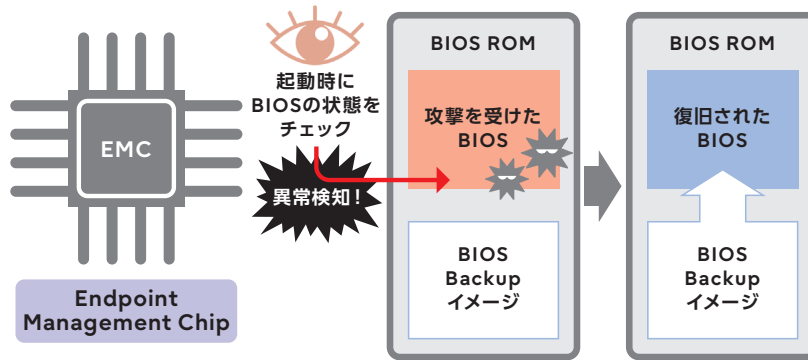 EMC
Endpoint
Management Chip
起動時に
BIOSの状態を
チェック
異常検知!
BIOS ROM
攻撃を受けた
BIOS
BIOS
Backup
イメージ
BIOS ROM
復旧された
BIOS
BIOS
Backup
イメージ